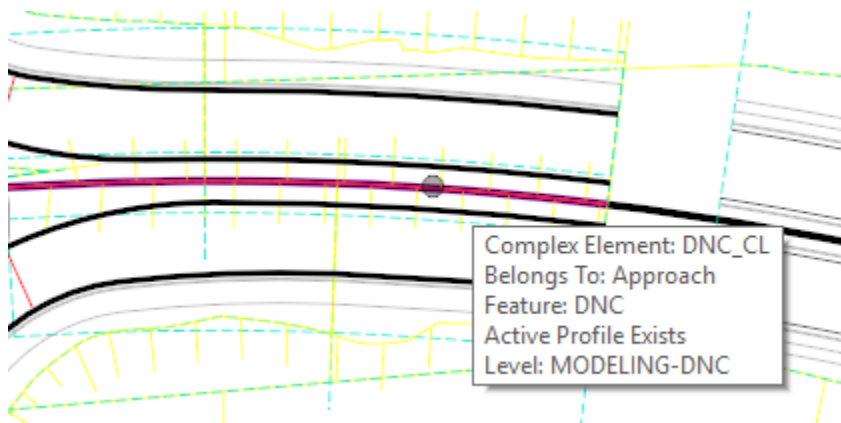 Complex Element: DNC_CL
Belongs To: Approach
Feature: DNC
Active Profile Exists
Level: MODELING-DNC